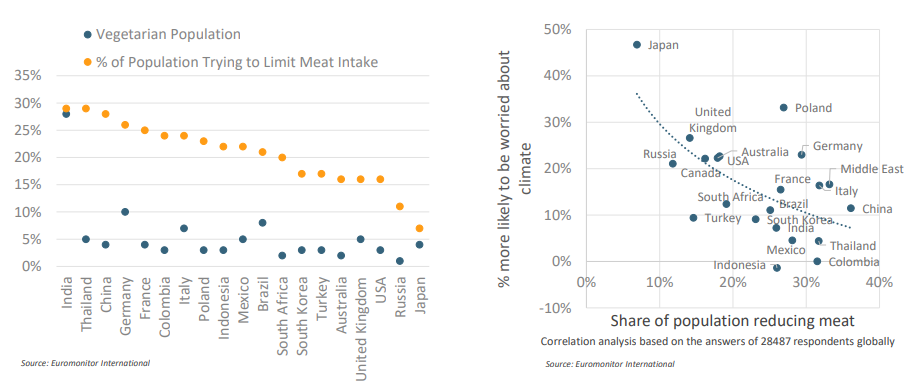 Vegetarian Population
% of Population Trying to Limit Meat Intake
35%
30%
25%
20%
15%
10%
5%
0%
India
Thailand
China
Germany
France
Colombia
Italy
Poland
Indonesia
Mexico
Brazil
South Africa
South Korea
Turkey
Australia
United Kingdom
USA
Russia
Japan
Source: Euromonitor International
% more likely to be worried about
climate
50%
40%
30%
20%
10%
0%
-10%
Japan
Poland
United
Kingdom
Germany
Russia
Australia
USA
Canada
Middle East
France
Italy
South Africa
Brazil
China
Turkey
South Korea
India
Mexico
Thailand
Indonesia
Colombia
0%
10%
20%
30%
40%
Share of population reducing meat
Correlation analysis based on the answers of 28487 respondents globally
Source: Euromonitor International